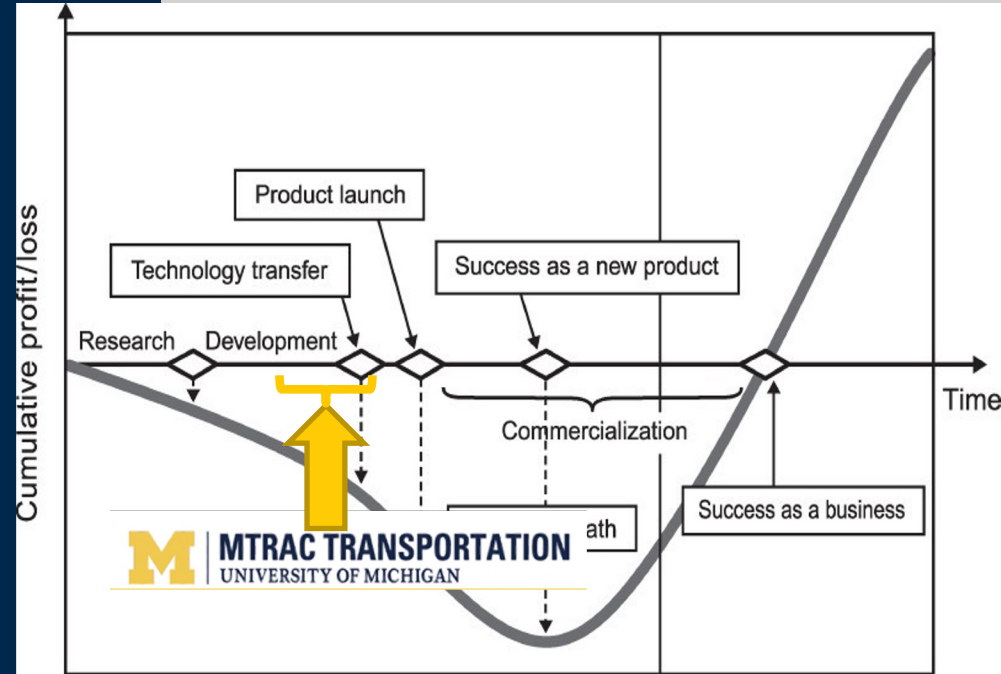 Product launch
Technology transfer
Success as a new product
Research
Development
Cumulative profit/loss
Time
Commercialization
Success as a business
M
MTRAC TRANSPORTATION
UNIVERSITY OF MICHIGAN